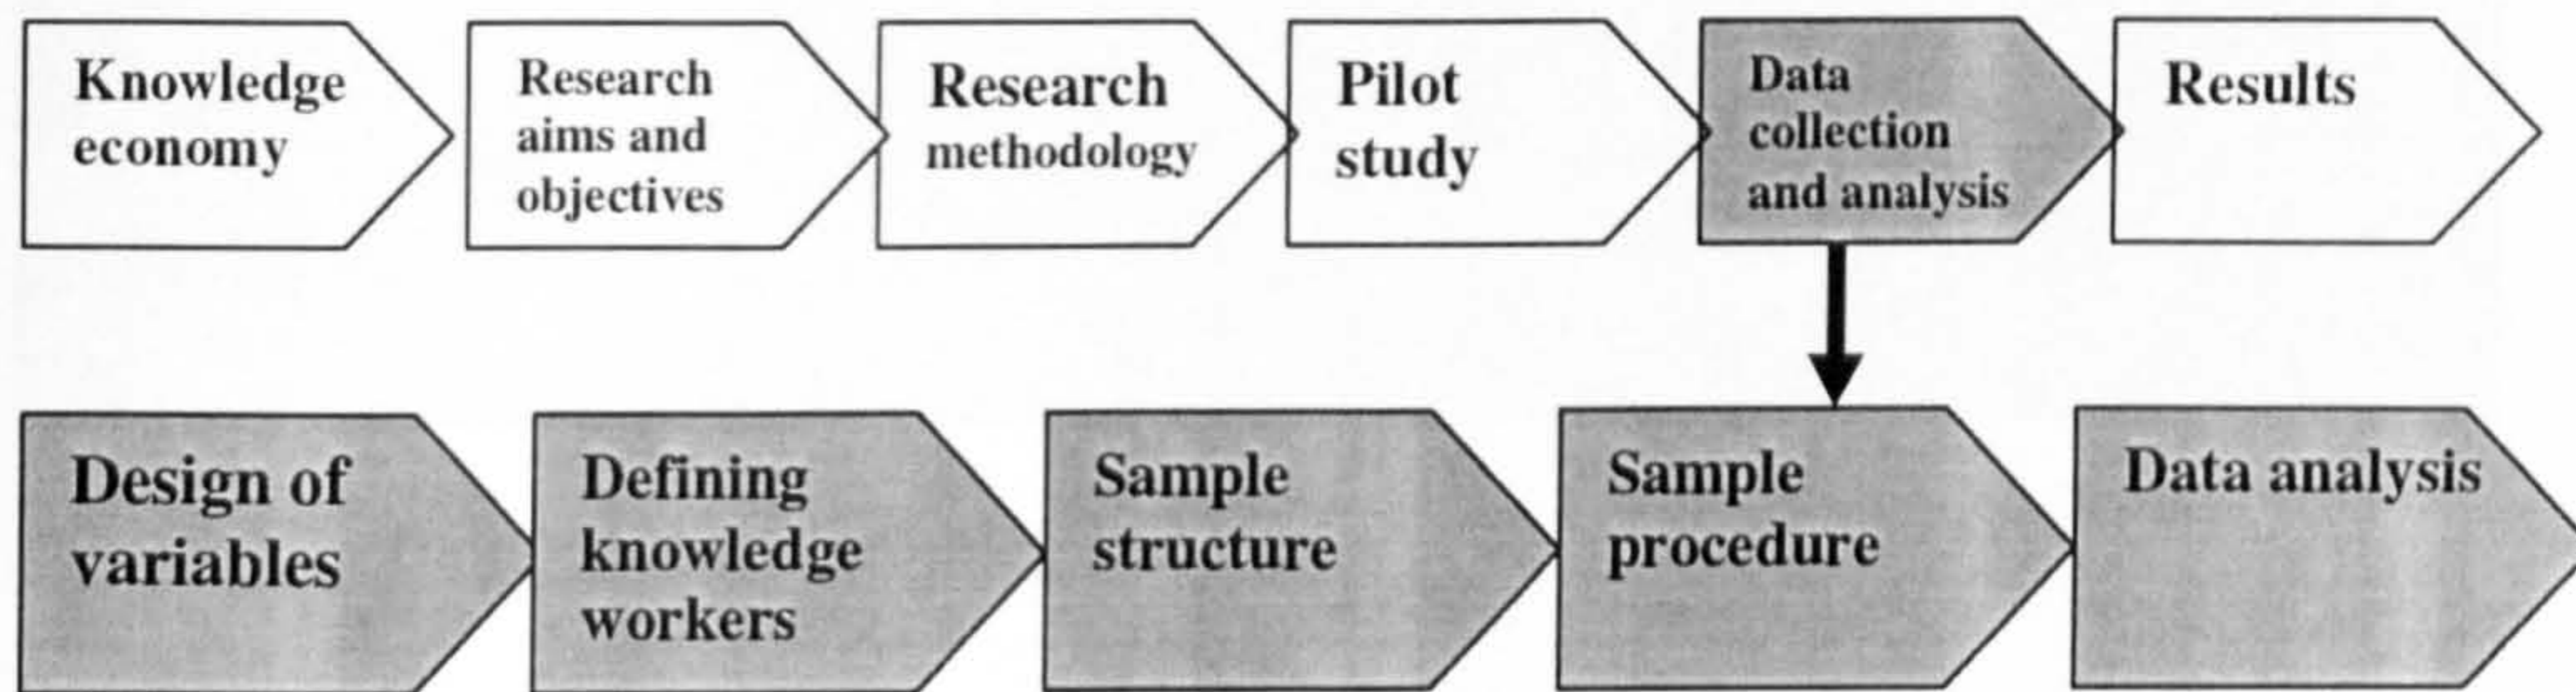 Knowledge
economy
Research
aims and
objectives
Research
methodology
Pilot
study
Data
collection
and analysis
Results
Design of
variables
Defining
knowledge
workers
Sample
structure
Sample
procedure
Data analysis